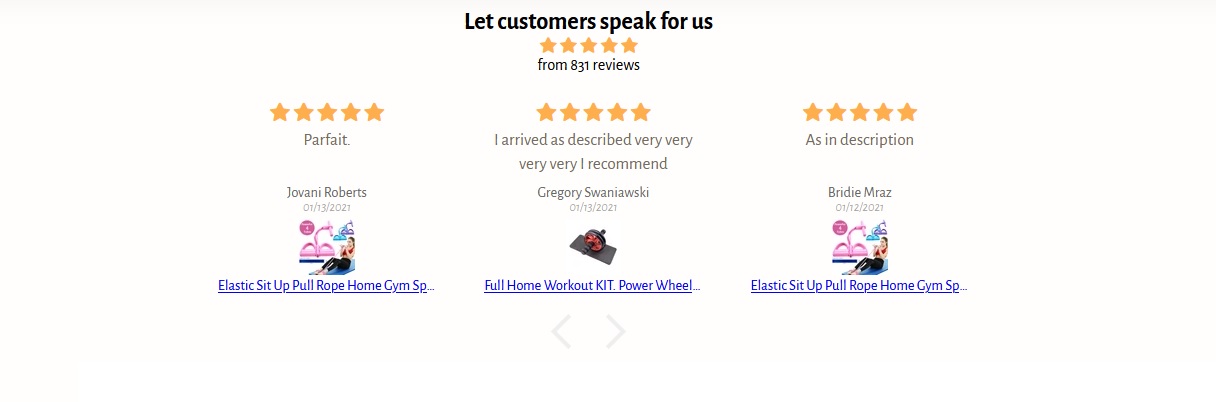 Let customers speak for us
from 831 reviews
Parfait.
I arrived as described very very
very very I recommend
As in description
Jovani Roberts
Gregory Swaniawski
Bridie Mraz
01/13/2021
01/13/2021
01/12/2021
Elastic Sit Up Pull Rope Home Gym Sp...
Full Home Workout KIT. Power Wheel...
Elastic Sit Up Pull Rope Home Gym Sp...